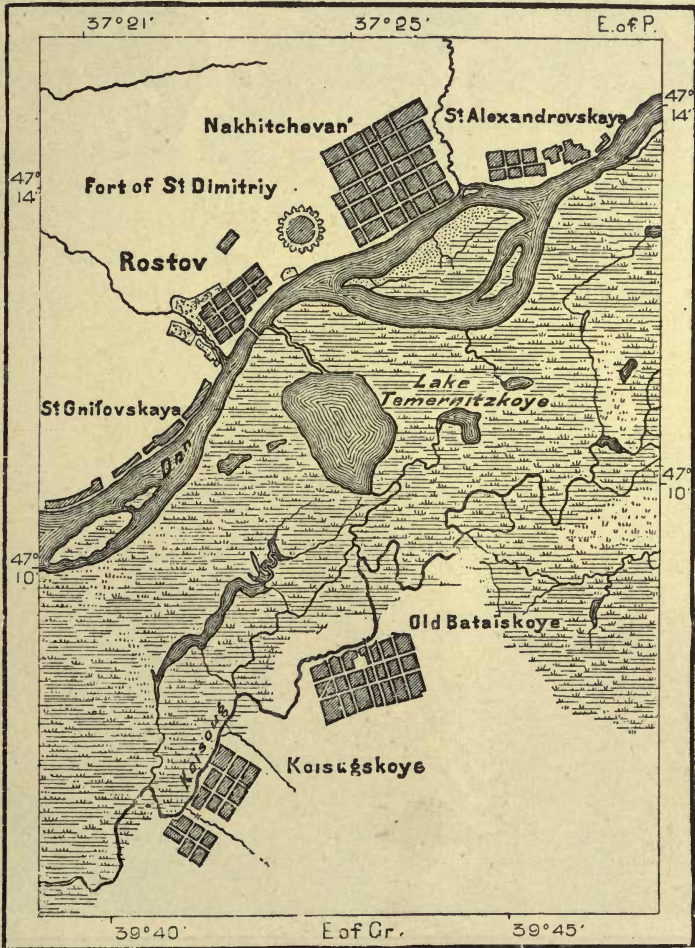 37°21'
37°25'
E. of P.
47°
14'
Nakhitchevan'
St Alexandrovskaya
47°
14'
Fort of St Dimitriy
Rostov
Lake
Temernitzkoye
St Gnilovskaya
Don
47°
10'
47°
10'
Old Bataiskoye
Koisoug
Koisugskoye
39°40'
E of Gr.
39°45'